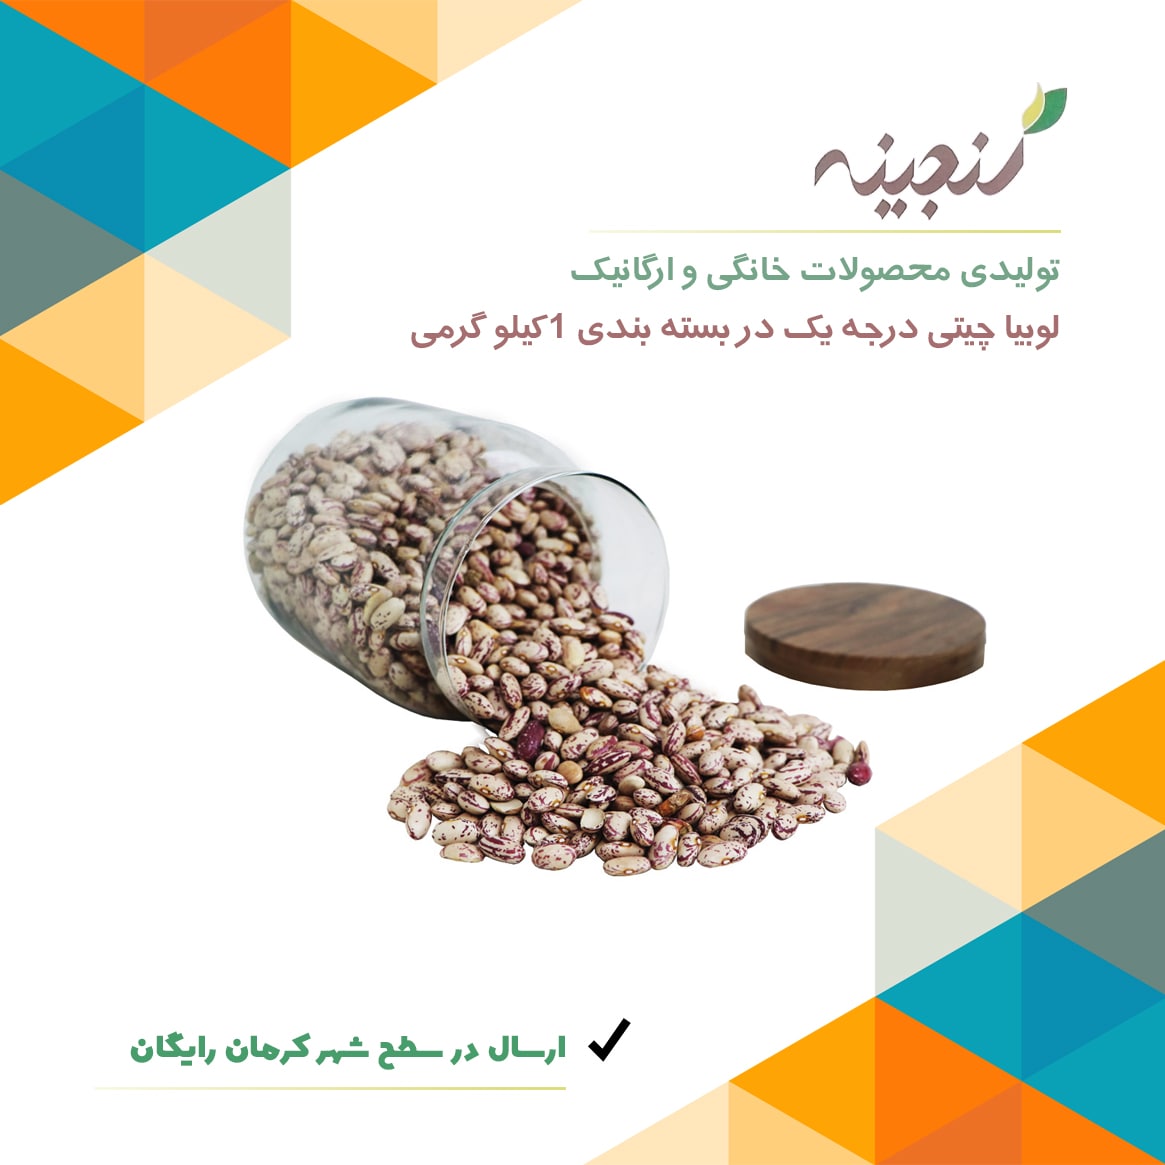 گنجینه
تولیدی محصولات خانگی و ارگانیک
لوبیا چیتی درجه یک در بسته بندی 1کیلو گرمی
ارسال در سطح شهر کرمان رایگان